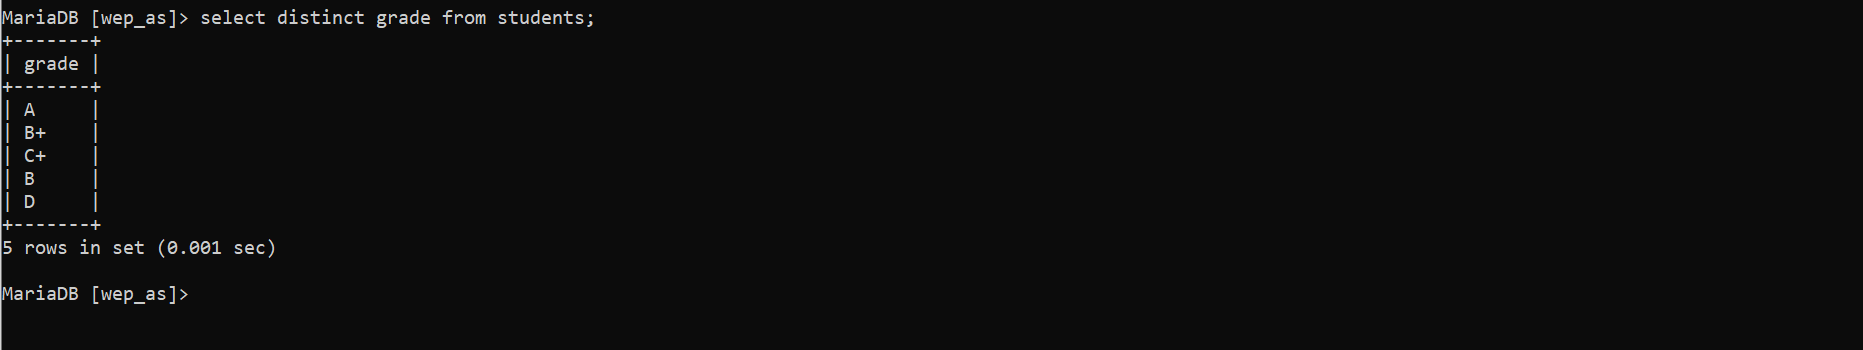 MariaDB [wep_as]> select distinct grade from students;
+-------+
| grade |
+-------+
| A     |
| B+    |
| C+    |
| B     |
| D     |
+-------+
5 rows in set (0.001 sec)

MariaDB [wep_as]>